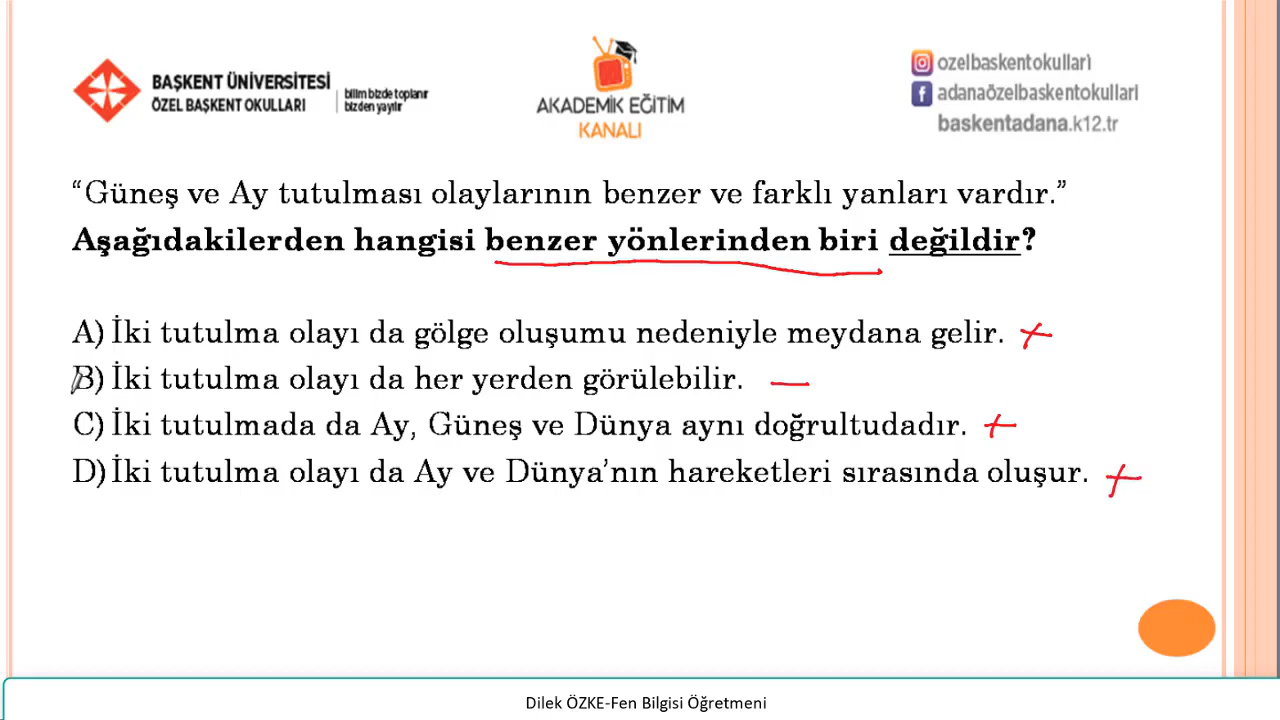 BAŞKENT ÜNİVERSİTESİ
ÖZEL BAŞKENT OKULLARI
bilim bizde toplanır
bizden yayılır
AKADEMİK EĞİTİM
KANALI
ozelbaskentokullari
adanaözelbaskentokullari
baskentadana.k12.tr
“Güneş ve Ay tutulması olaylarının benzer ve farklı yanları vardır.”
Aşağıdakilerden hangisi benzer yönlerinden biri değildir?
A) İki tutulma olayı da gölge oluşumu nedeniyle meydana gelir. +
B) İki tutulma olayı da her yerden görülebilir. —
C) İki tutulmada da Ay, Güneş ve Dünya aynı doğrultudadır. +
D) İki tutulma olayı da Ay ve Dünya’nın hareketleri sırasında oluşur. +
Dilek ÖZKE-Fen Bilgisi Öğretmeni